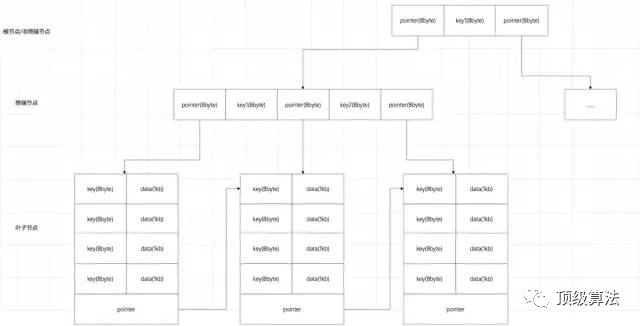 pointer(8byte) key1(8byte) pointer(8byte)
根节点/非终端节点
终端节点
pointer(8byte) key1(8byte) pointer(8byte) key2(8byte) pointer(8byte)
......
key(8byte) data(1kb) key(8byte) data(1kb) key(8byte) data(1kb)
key(8byte) data(1kb) key(8byte) data(1kb) key(8byte) data(1kb)
叶子节点
key(8byte) data(1kb) key(8byte) data(1kb) key(8byte) data(1kb)
key(8byte) data(1kb) key(8byte) data(1kb) key(8byte) data(1kb)
pointer pointer pointer
顶级算法